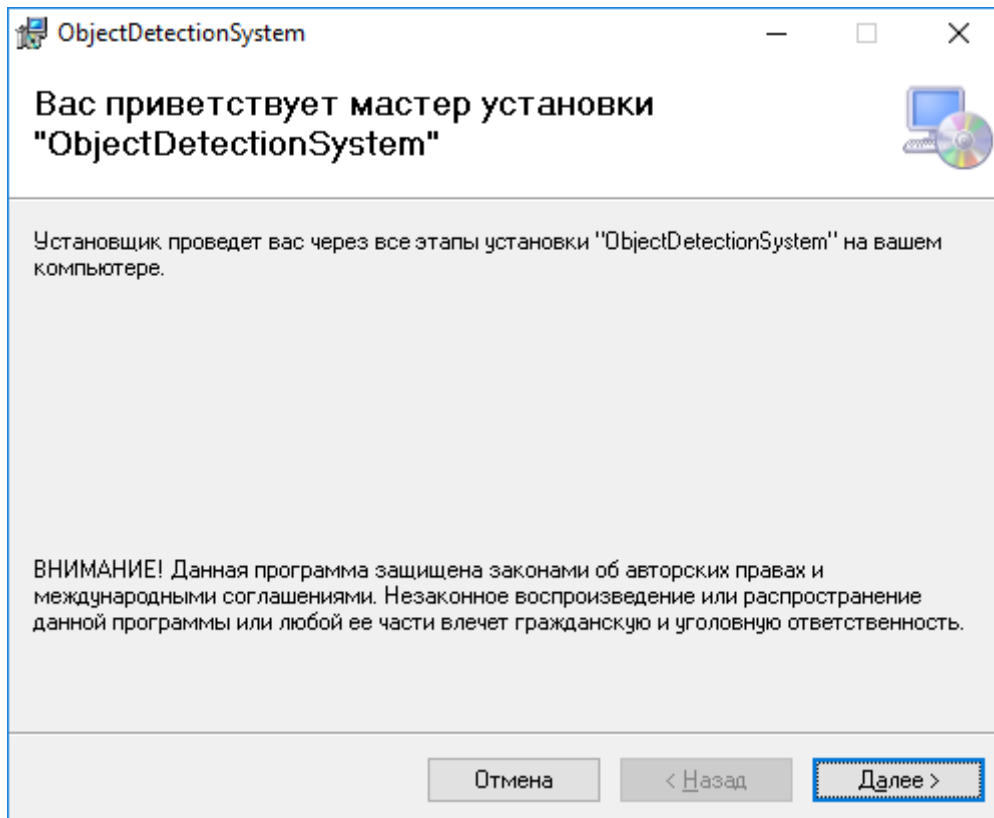 ObjectDetectionSystem
Вас приветствует мастер установки
"ObjectDetectionSystem"
Установщик проведет вас через все этапы установки "ObjectDetectionSystem" на вашем
компьютере.
ВНИМАНИЕ! Данная программа защищена законами об авторских правах и
международными соглашениями. Незаконное воспроизведение или распространение
данной программы или любой ее части влечет гражданскую и уголовную ответственность.
Отмена
< Назад
Далее >